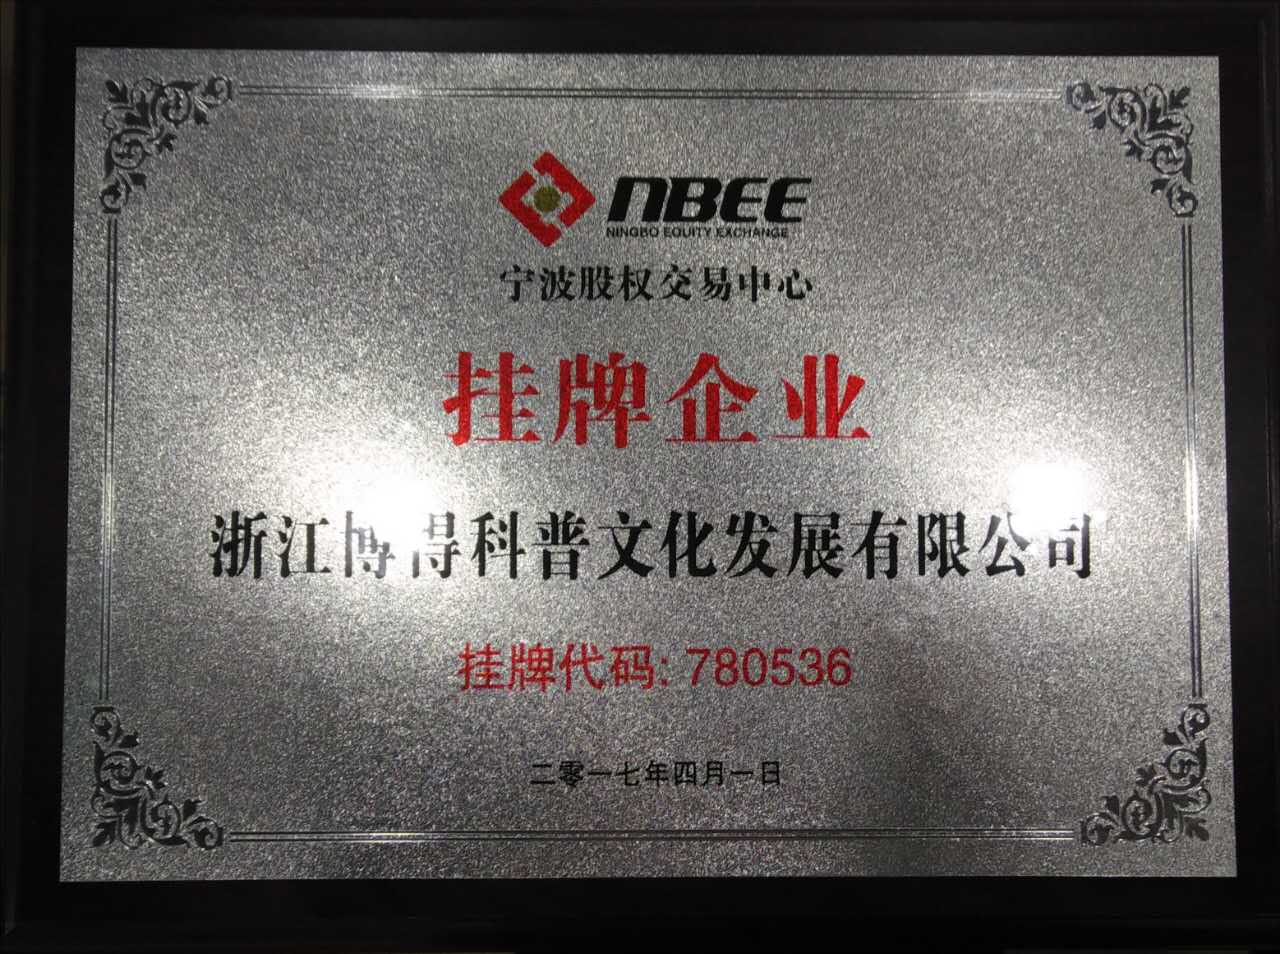 NBEE
NINGBO EQUITY EXCHANGE
宁波股权交易中心
挂牌企业
浙江博得科普文化发展有限公司
挂牌代码: 780536
二零一七年四月一日